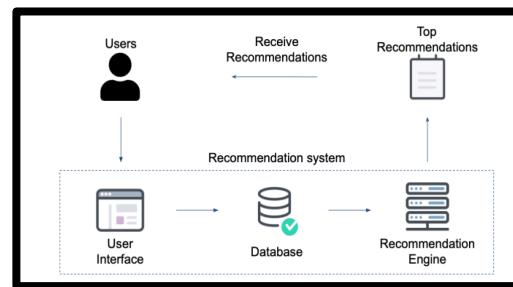 Users
Receive
Recommendations
Top
Recommendations
Recommendation system
User
Interface
Database
Recommendation
Engine